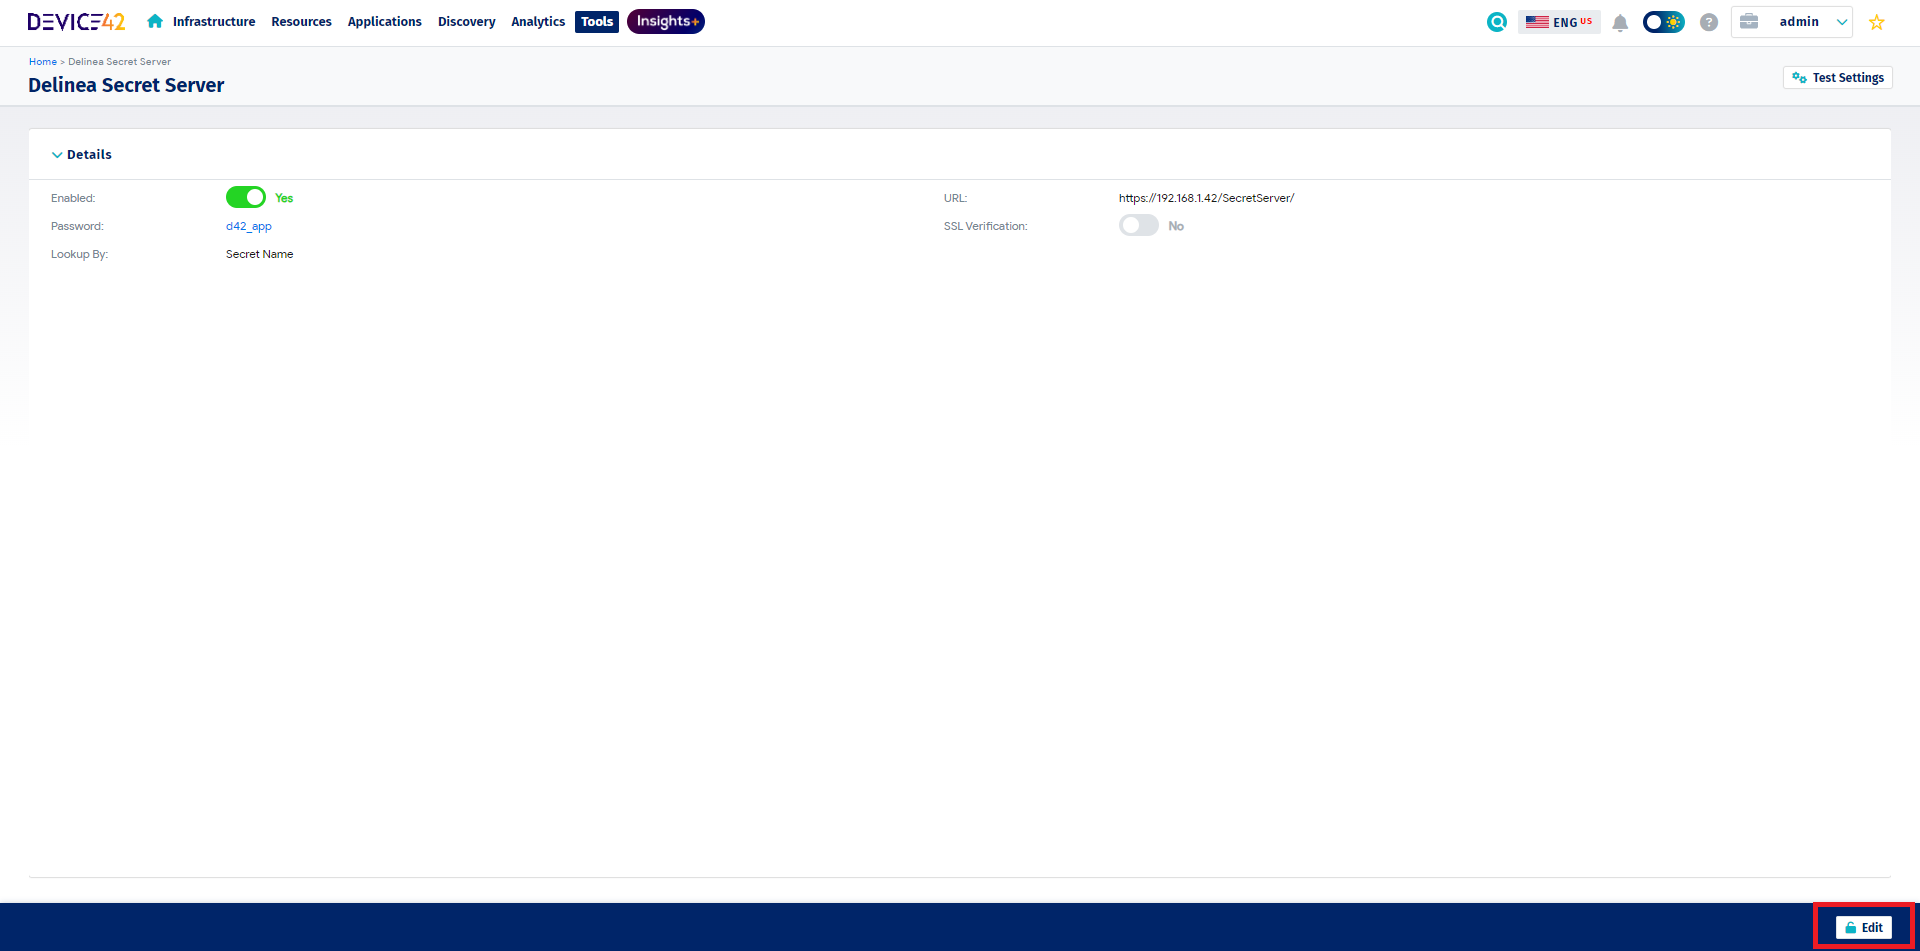 DEVICE42 Infrastructure Resources Applications Discovery Analytics Tools Insights+ ENG US ? admin
Home > Delinea Secret Server
Delinea Secret Server
Test Settings
Details
Enabled: Yes URL: https://192.168.1.42/SecretServer/
Password: d42_app SSL Verification: No
Lookup By: Secret Name
Edit